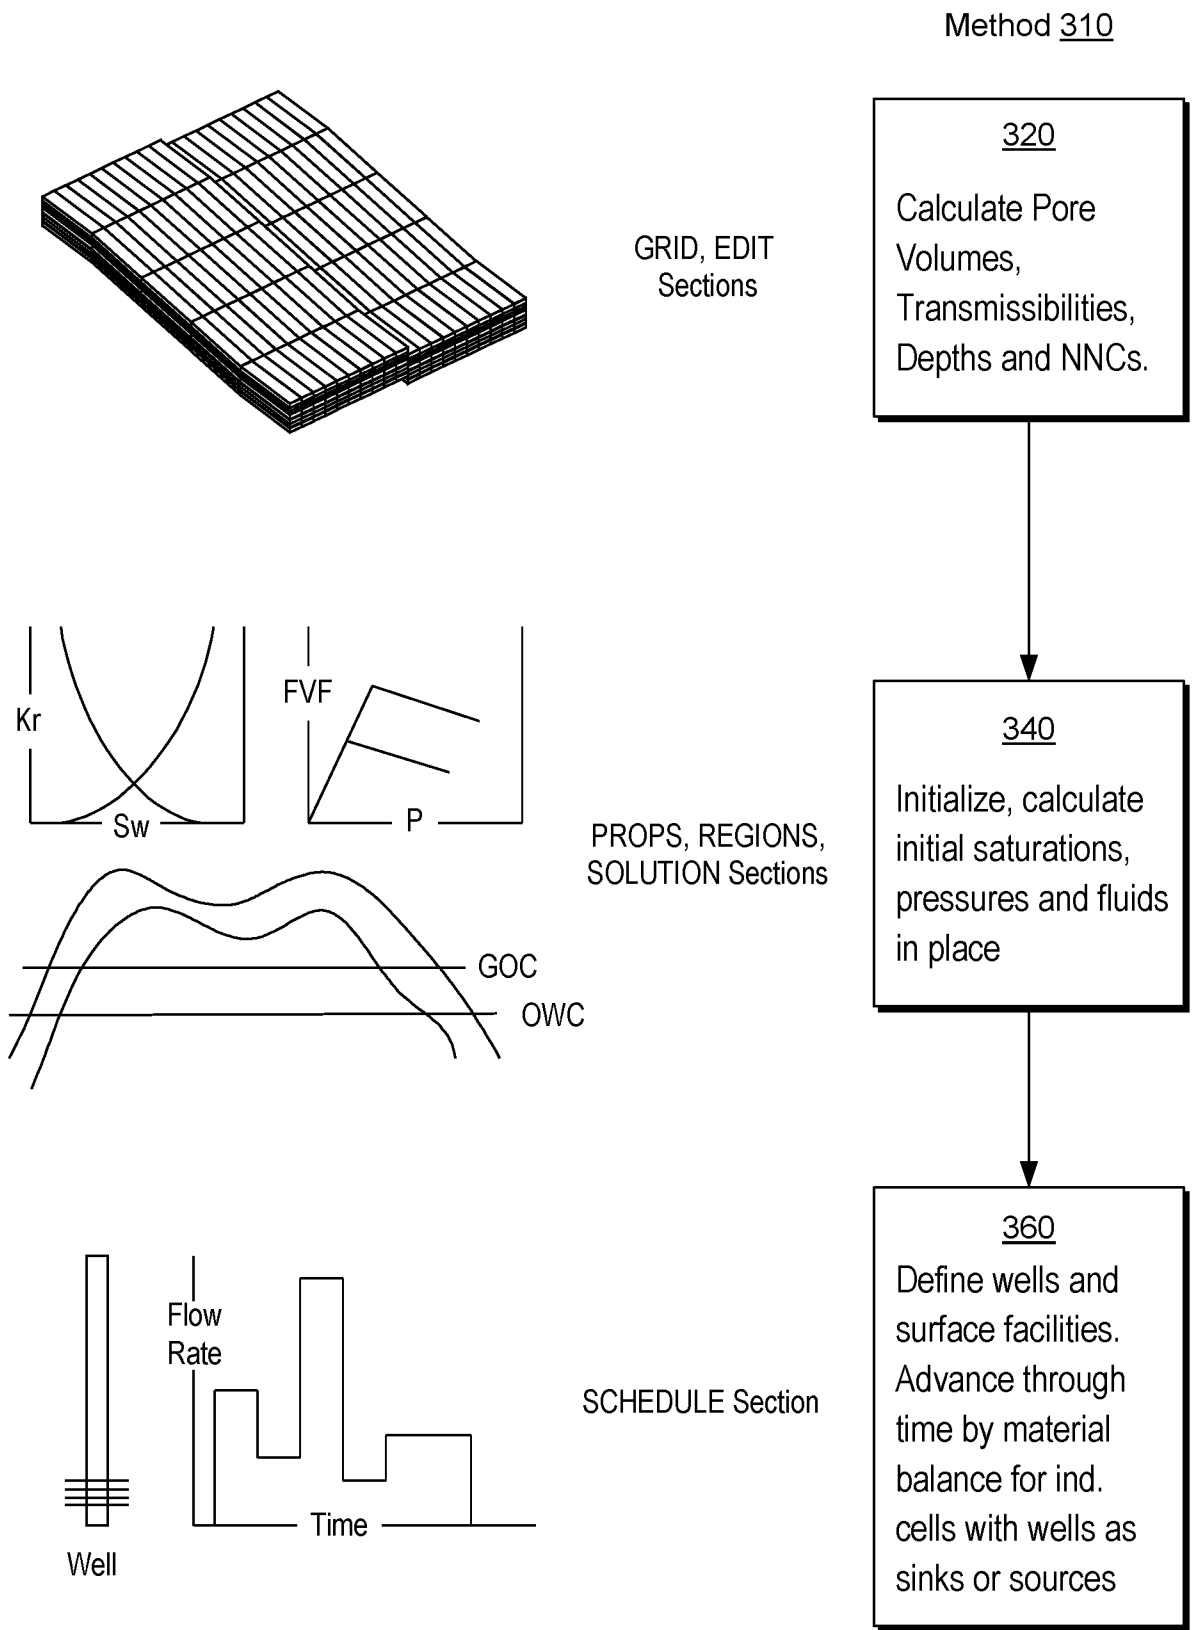 Method 310
320
Calculate Pore
Volumes,
Transmissibilities,
Depths and NNCs.
GRID, EDIT
Sections
Kr
Sw
FVF
P
GOC
OWC
PROPS, REGIONS,
SOLUTION Sections
340
Initialize, calculate
initial saturations,
pressures and fluids
in place
Well
Flow
Rate
Time
SCHEDULE Section
360
Define wells and
surface facilities.
Advance through
time by material
balance for ind.
cells with wells as
sinks or sources